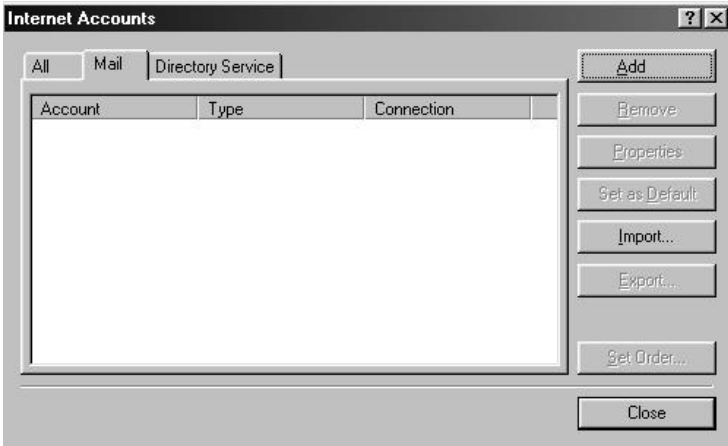 Internet Accounts
All Mail Directory Service
Account Type Connection
Add
Remove
Properties
Set as Default
Import...
Export...
Set Order...
Close